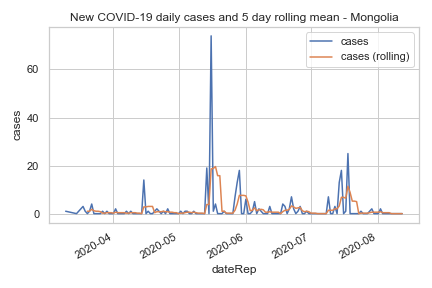 New COVID-19 daily cases and 5 day rolling mean - Mongolia
cases
cases (rolling)
60
40
20
0
cases
2020-04
2020-05
2020-06
2020-07
2020-08
dateRep